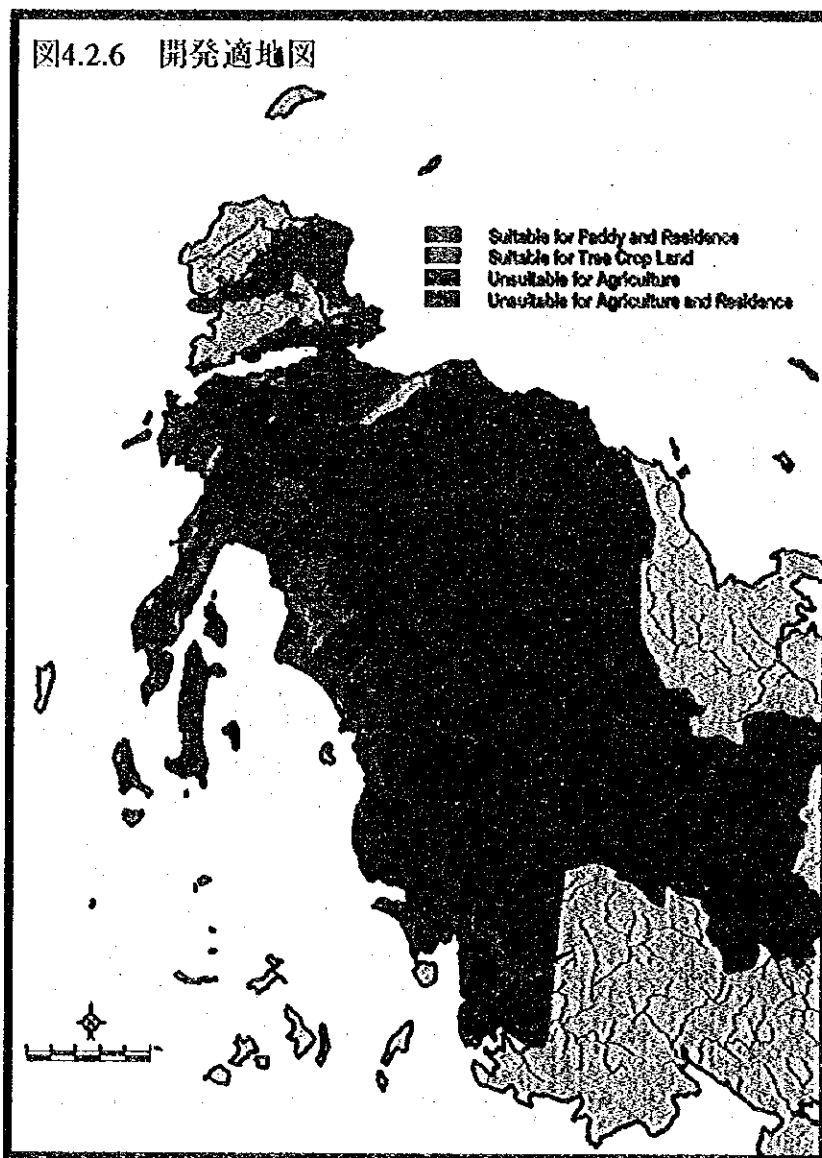 図4.2.6 開発適地図
Suitable for Paddy and Residence
Suitable for Tree Crop Land
Unsuitable for Agriculture
Unsuitable for Agriculture and Residence